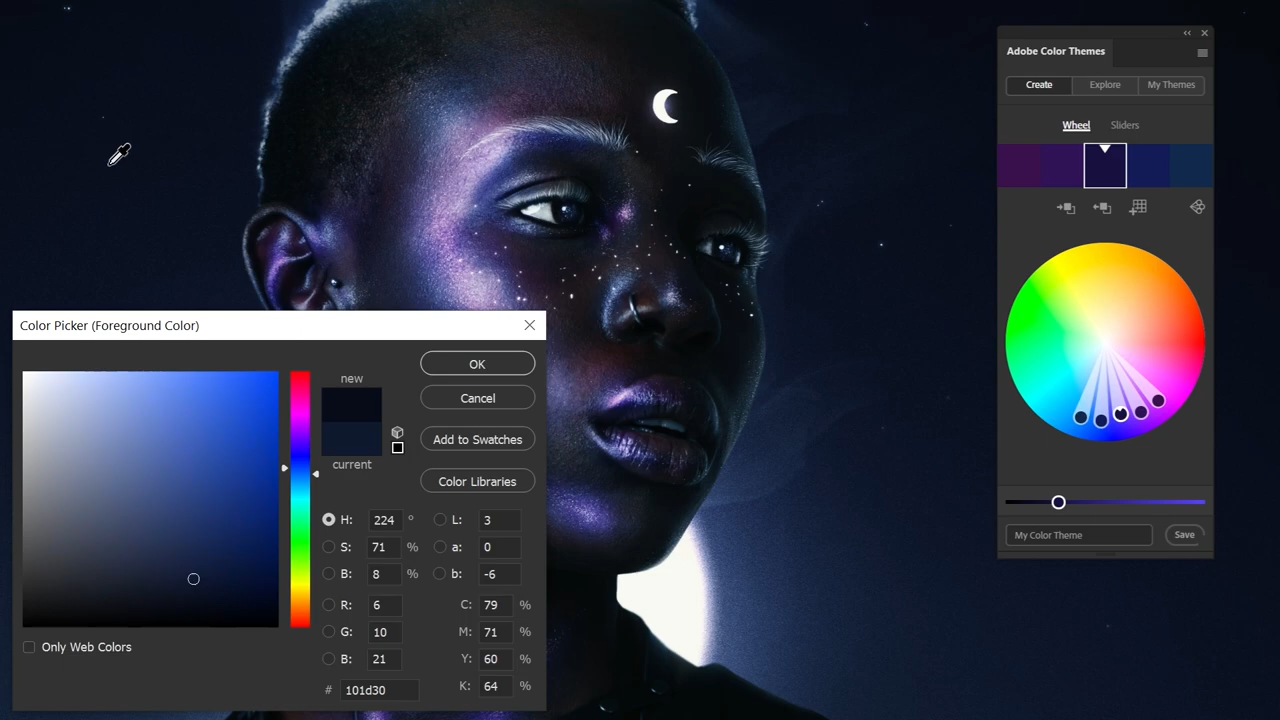 Adobe Color Themes
Create Explore My Themes
Wheel Sliders
My Color Theme Save
Color Picker (Foreground Color)
OK
new
Cancel
Add to Swatches
current
Color Libraries
H: 224 ° L: 3
S: 71 % a: 0
B: 8 % b: -6
R: 6 C: 79 %
G: 10 M: 71 %
B: 21 Y: 60 %
Only Web Colors
# 101d30 K: 64 %